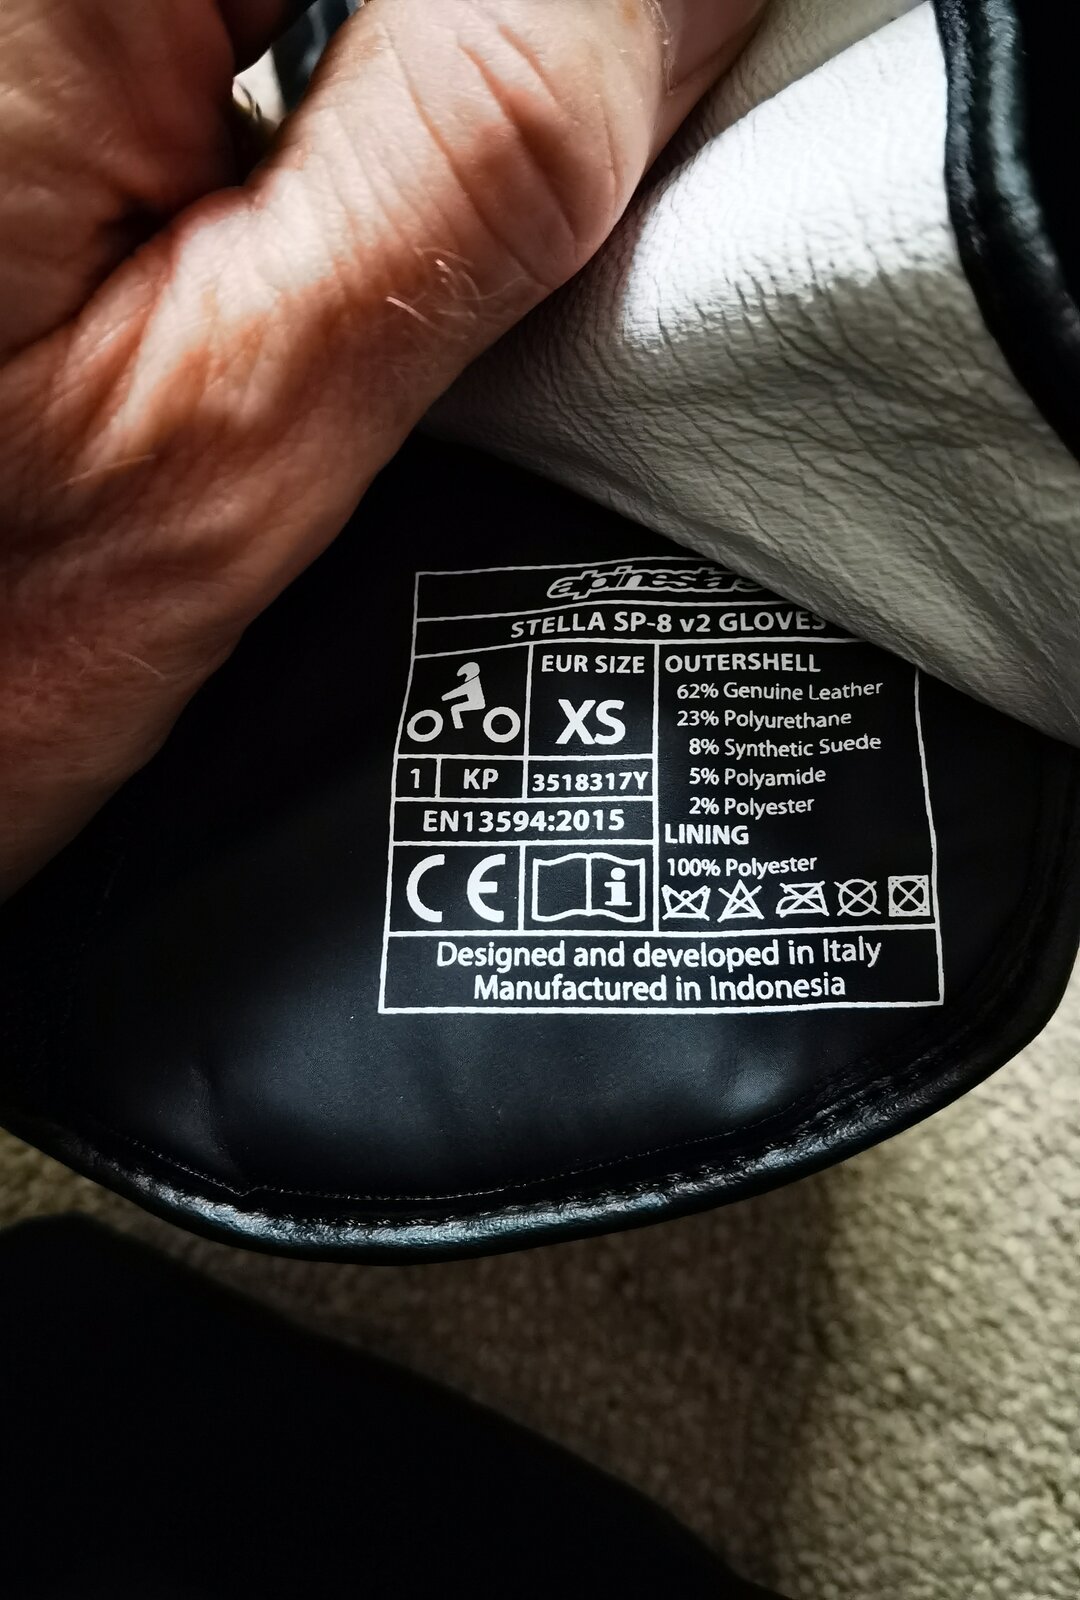 alpinestars
STELLA SP-8 v2 GLOVES
EUR SIZE
XS
1 KP 3518317Y
EN13594:2015
CE
i
OUTERSHELL
62% Genuine Leather
23% Polyurethane
8% Synthetic Suede
5% Polyamide
2% Polyester
LINING
100% Polyester
Designed and developed in Italy
Manufactured in Indonesia